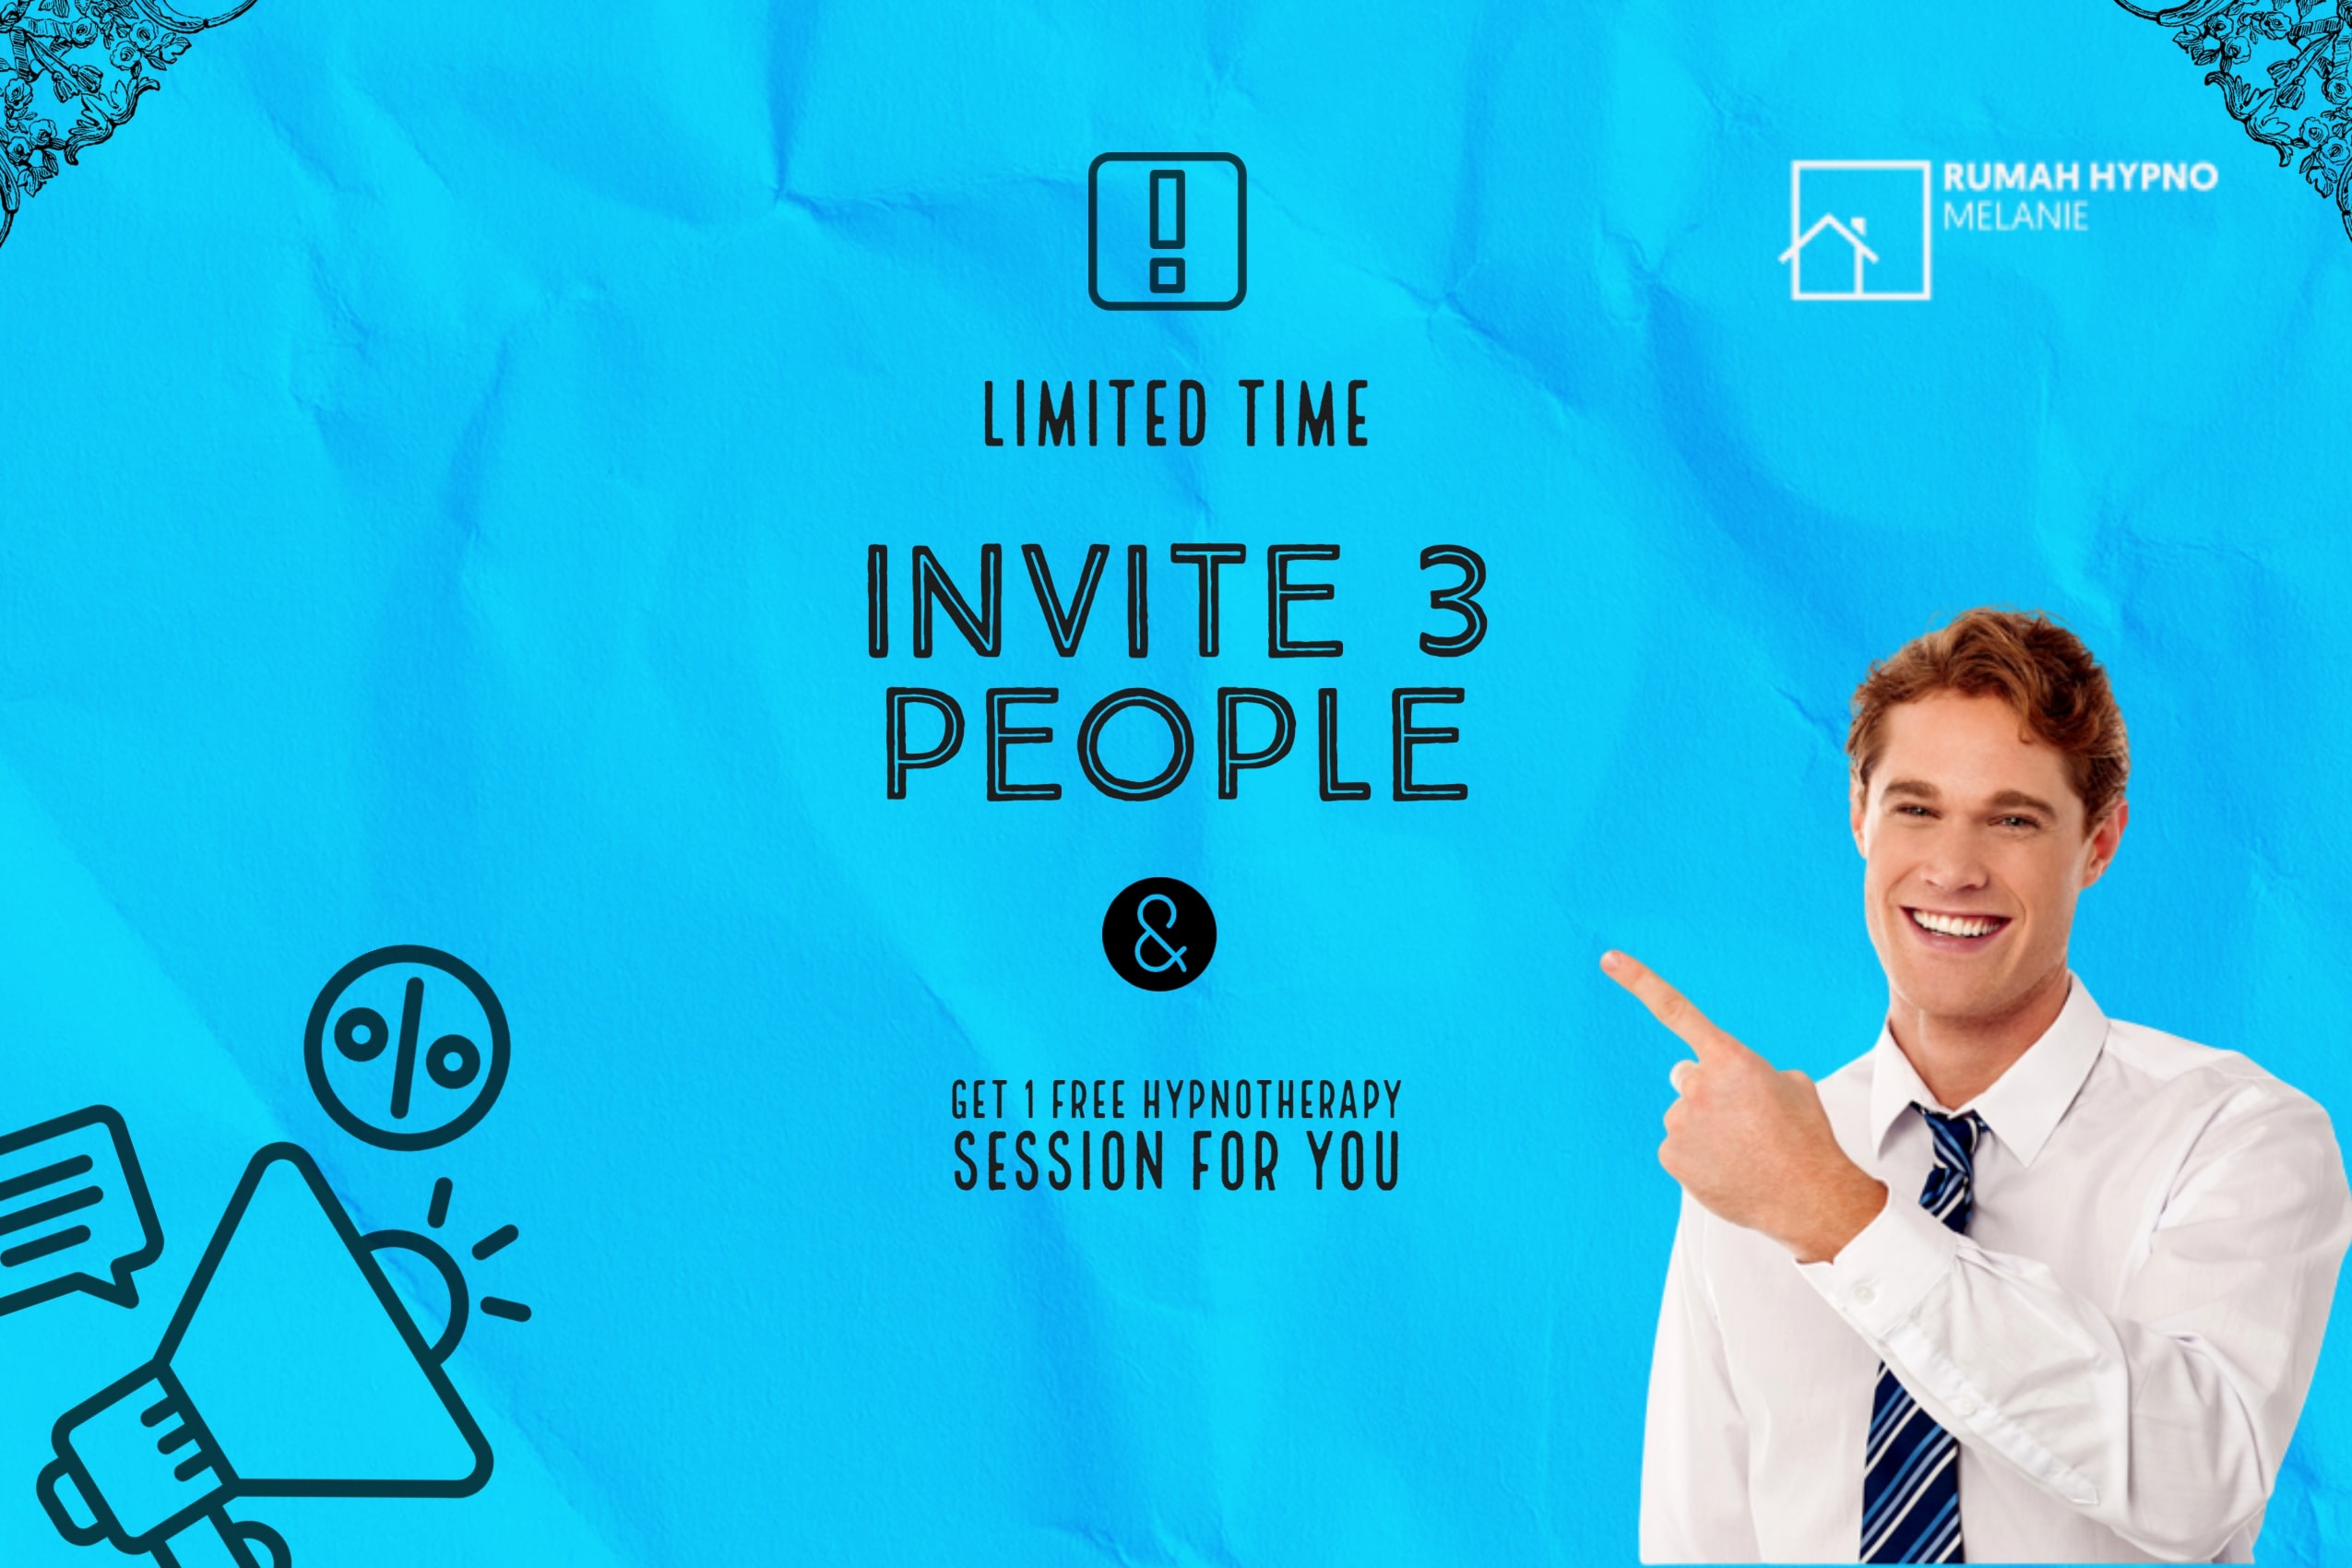 RUMAH HYPNO
MELANIE
LIMITED TIME
INVITE 3
PEOPLE
&
GET 1 FREE HYPNOTHERAPY
SESSION FOR YOU